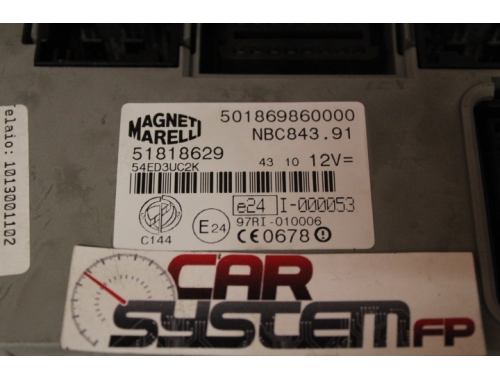 MAGNETI
MARELLI
501869860000
NBC843.91
51818629
43 10 12V=
54ED3UC2K
e24 I-000053
E24
97RI-010006
C144
CE0678!
elaio: 1013001102
CAR
SYSTEM FP